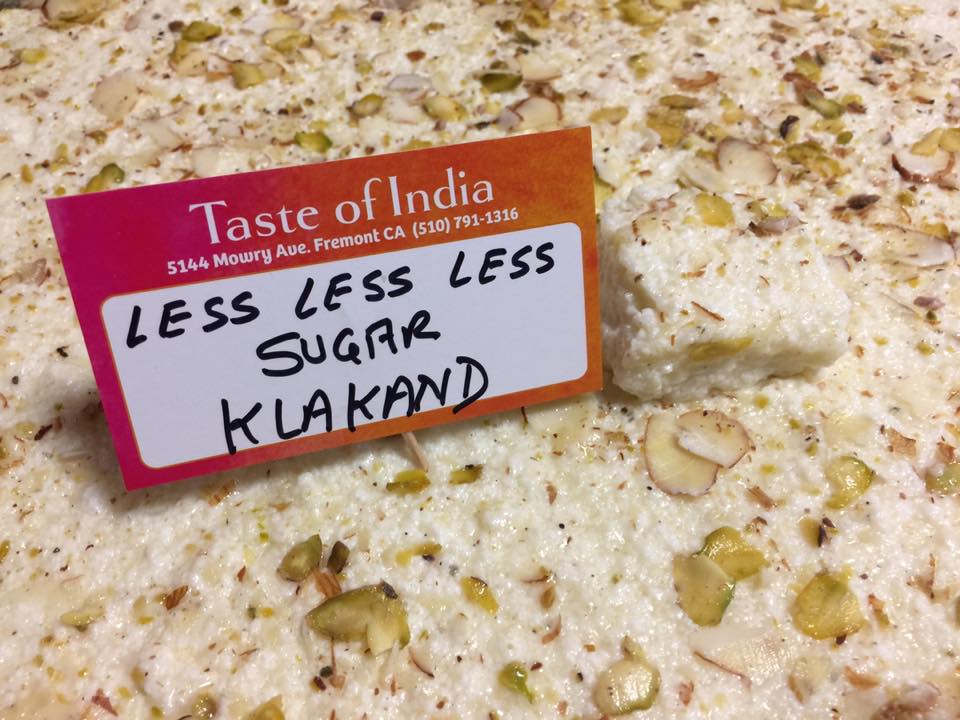 Taste of India
5144 Mowry Ave. Fremont CA (510) 791-1316
LESS LESS LESS
SUGAR
KLAKAND